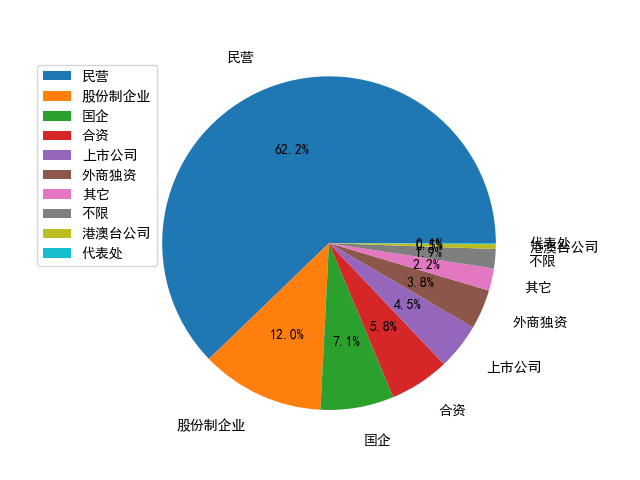 民营
股份制企业
国企
合资
上市公司
外商独资
其它
不限
港澳台公司
代表处
民营
62.2%
12.0%
股份制企业
7.1%
国企
5.8%
合资
4.5%
上市公司
3.8%
外商独资
2.2%
其它
1.9%
不限
港澳台公司
代表处